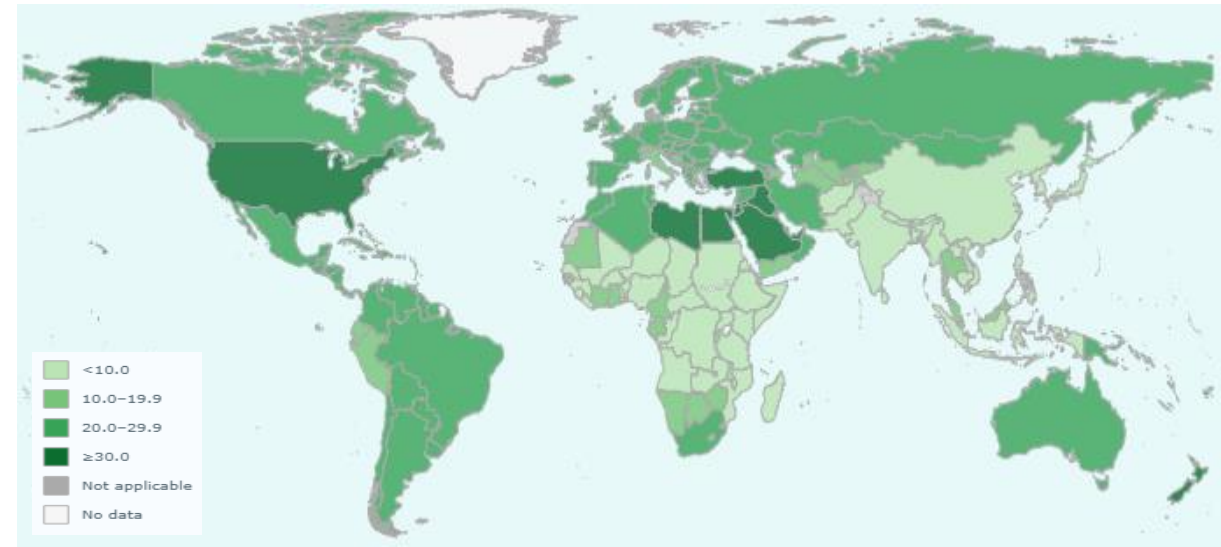 <10.0
10.0–19.9
20.0–29.9
≥30.0
Not applicable
No data